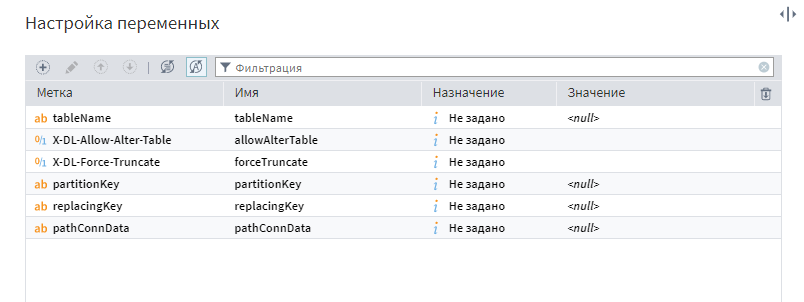 Настройка переменных
Фильтрация
Метка Имя Назначение Значение
ab tableName tableName i Не задано <null>
0/1 X-DL-Allow-Alter-Table allowAlterTable i Не задано
0/1 X-DL-Force-Truncate forceTruncate i Не задано
ab partitionKey partitionKey i Не задано <null>
ab replacingKey replacingKey i Не задано <null>
ab pathConnData pathConnData i Не задано <null>